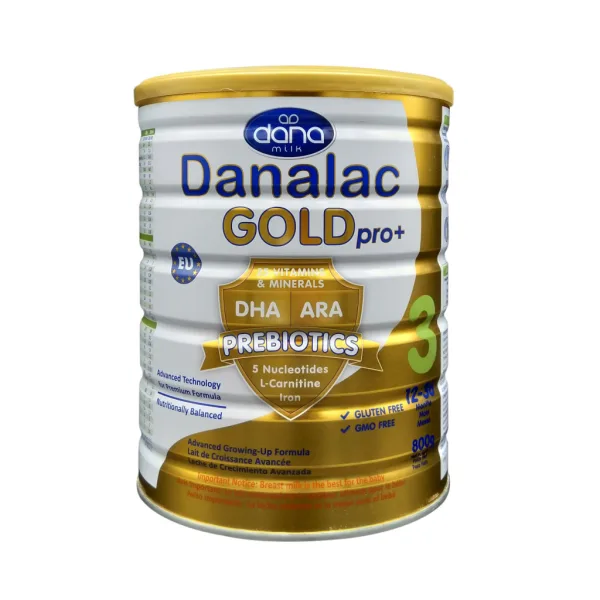 dana
milk
Danalac
GOLD pro+
EU
VITAMINS
& MINERALS
DHA ARA
PREBIOTICS
5 Nucleotides
L-Carnitine
Iron
3
Advanced Technology
For Premium Formula
Nutritionally Balanced
GLUTEN FREE
GMO FREE
800g
Advanced Growing-Up Formula
Lait de Croissance Avancée
Leche de Crecimiento Avanzada
Important Notice: Breast milk is the best for the baby